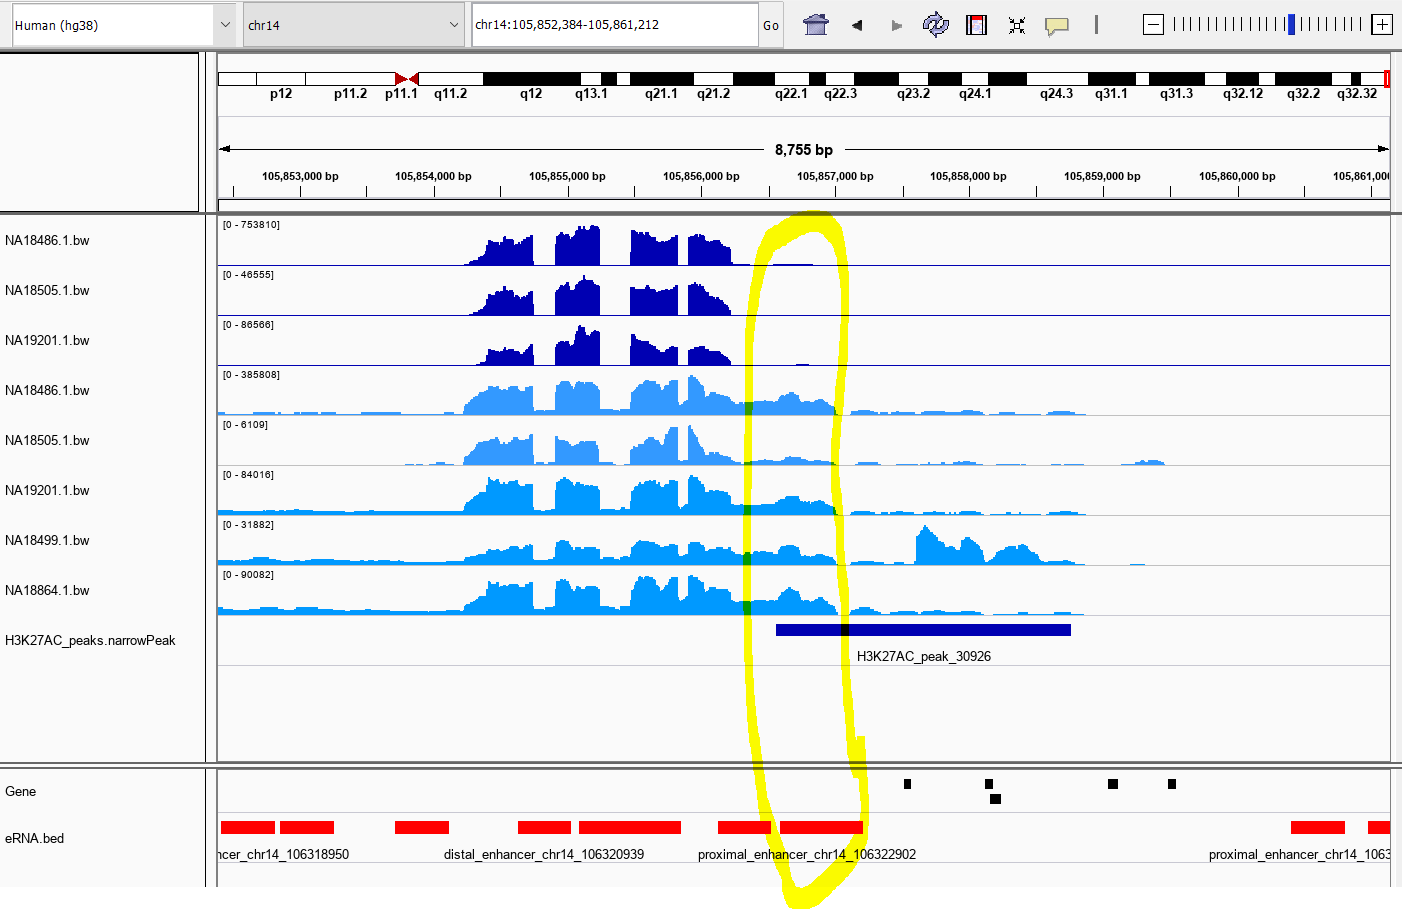 Human (hg38) chr14 chr14:105,852,384-105,861,212 Go
p12 p11.2 p11.1 q11.2 q12 q13.1 q21.1 q21.2 q22.1 q22.3 q23.2 q24.1 q24.3 q31.1 q31.3 q32.12 q32.2 q32.32
8,755 bp
105,853,000 bp 105,854,000 bp 105,855,000 bp 105,856,000 bp 105,857,000 bp 105,858,000 bp 105,859,000 bp 105,860,000 bp 105,861,00
[0 - 753810]
NA18486.1.bw
[0 - 46555]
NA18505.1.bw
[0 - 86566]
NA19201.1.bw
[0 - 385808]
NA18486.1.bw
[0 - 6109]
NA18505.1.bw
[0 - 84016]
NA19201.1.bw
[0 - 31882]
NA18499.1.bw
[0 - 90082]
NA18864.1.bw
H3K27AC_peaks.narrowPeak
H3K27AC_peak_30926
Gene
eRNA.bed
ncer_chr14_106318950 distal_enhancer_chr14_106320939 proximal_enhancer_chr14_106322902 proximal_enhancer_chr14_1063